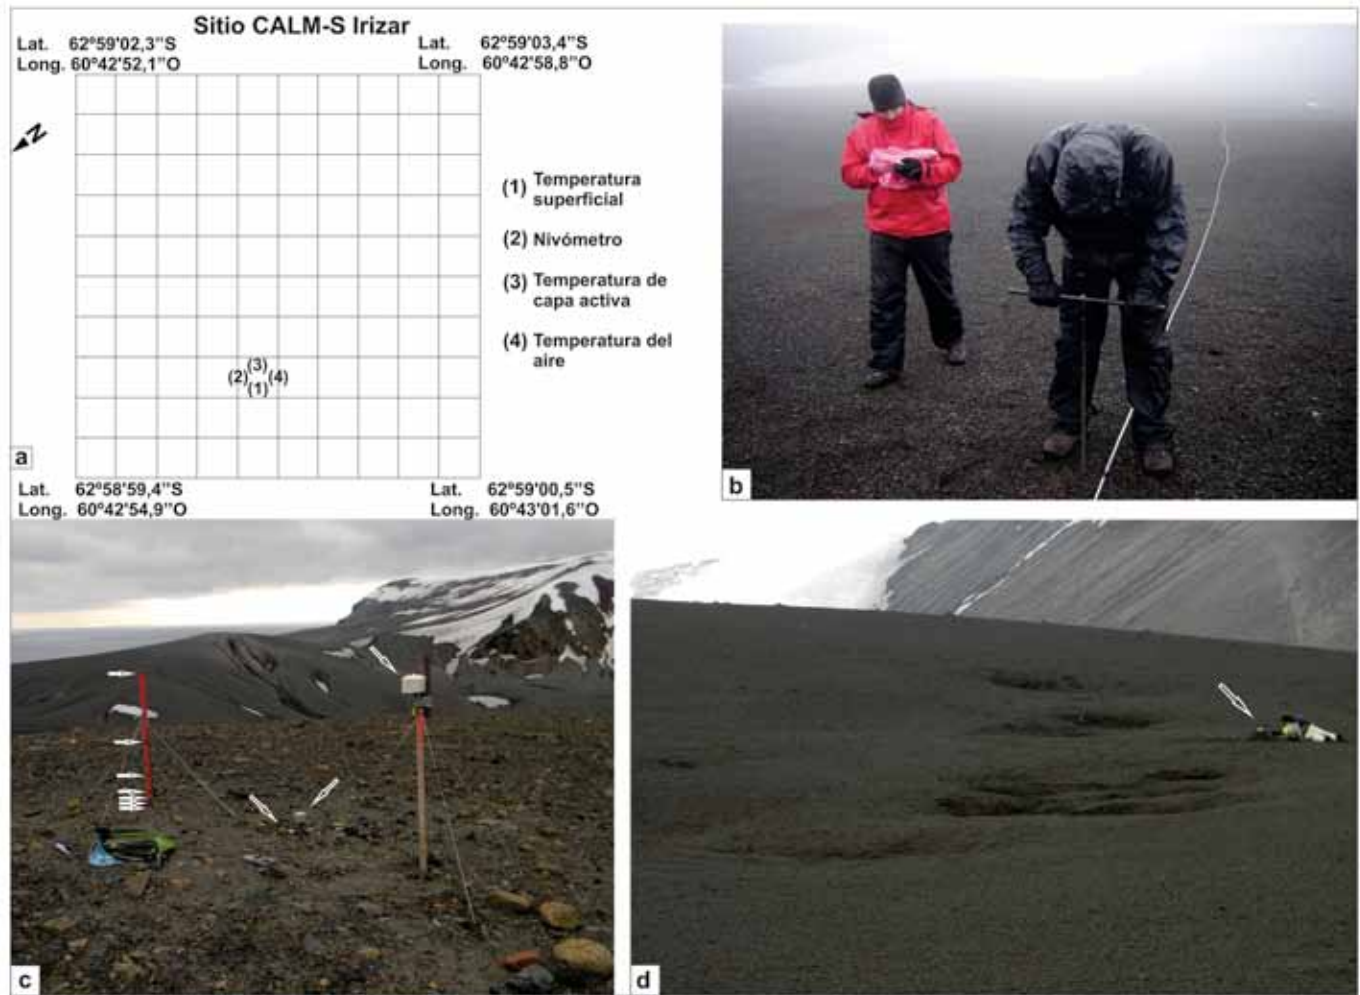 Sitio CALM-S Irizar
Lat. 62º59'02,3”S
Long. 60º42'52,1”O
Lat. 62º59'03,4”S
Long. 60º42'58,8”O
N
(1) Temperatura
superficial
(2) Nivómetro
(3) Temperatura de
capa activa
(4) Temperatura del
aire
(3)
(2) (4)
(1)
a
Lat. 62º58'59,4”S
Long. 60º42'54,9”O
Lat. 62º59'00,5”S
Long. 60º43'01,6”O
b
c
d